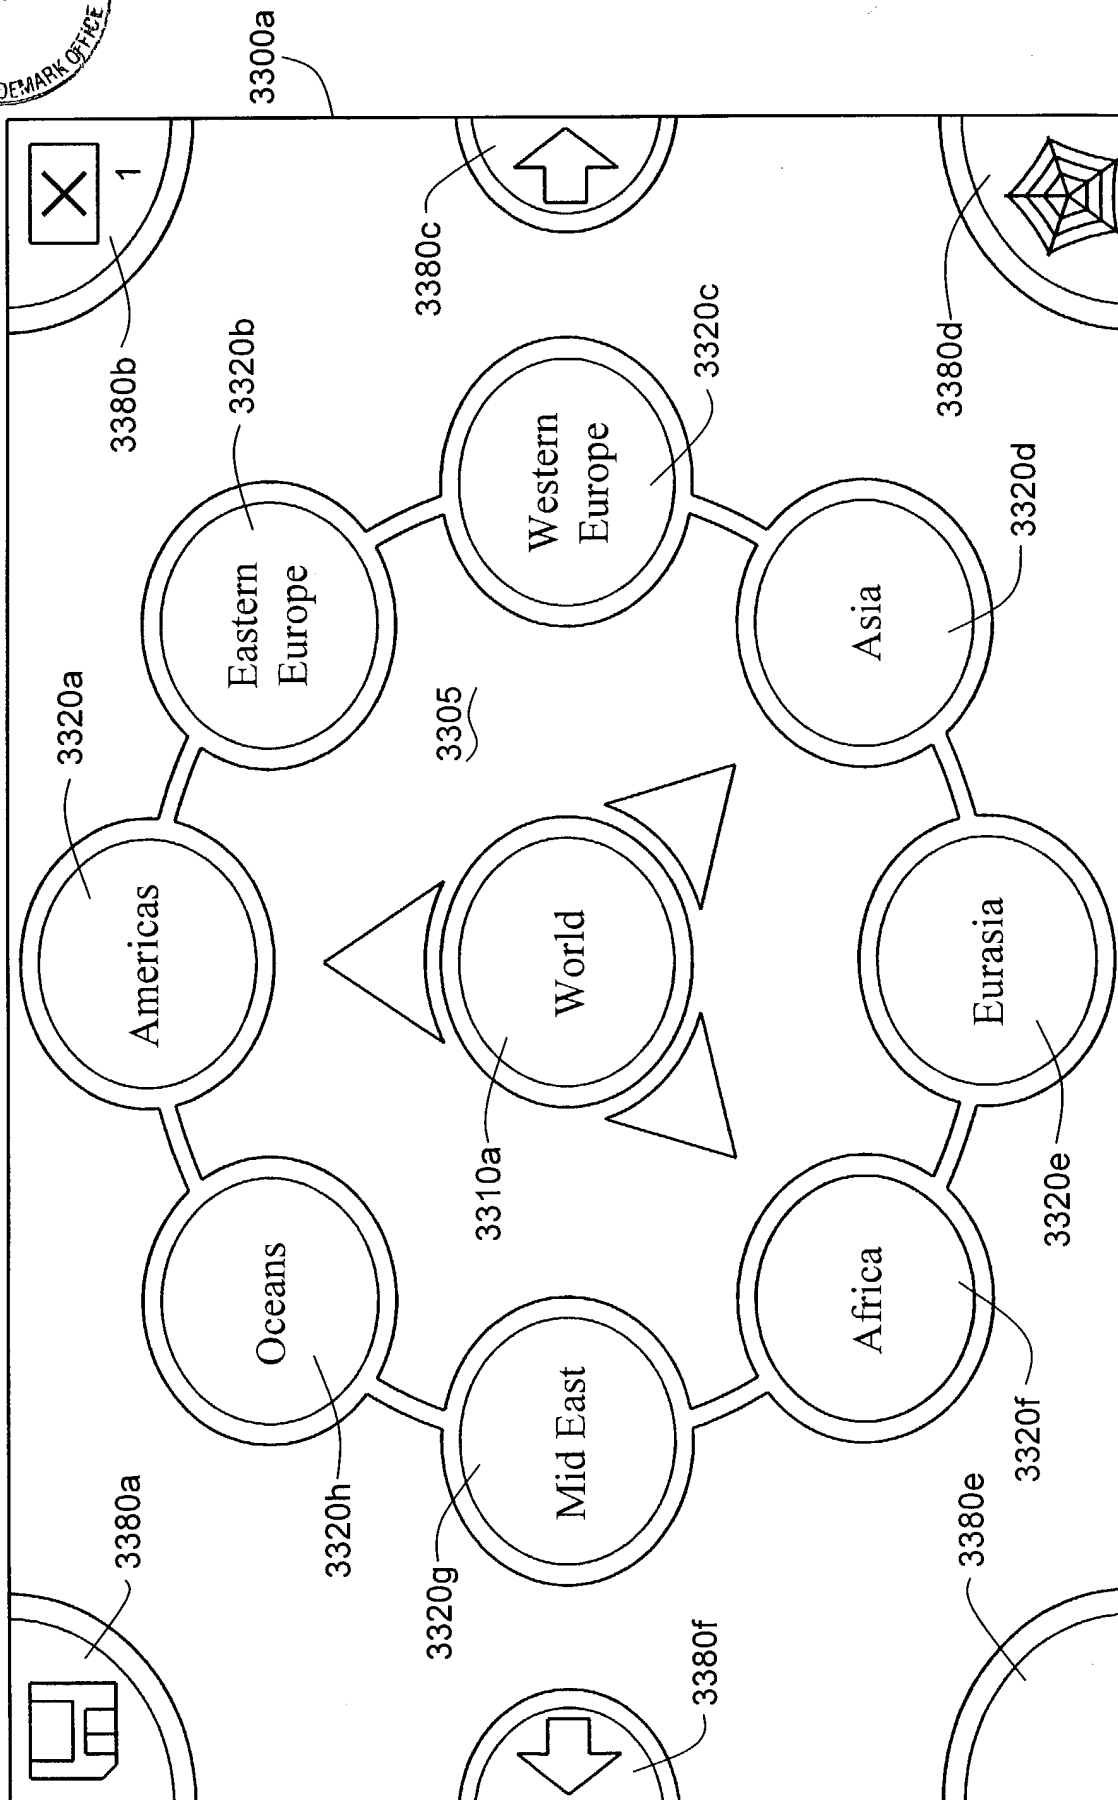 DEMARK OFFICE
3300a
1
3380a
3320a
3380b
Americas
3320h
Oceans
Eastern
Europe
3320b
3380c
3320g
Mid East
3310a
World
3305
Western
Europe
3320c
3380f
3320f
Africa
Asia
3320d
3380e
3320e
Eurasia
3380d